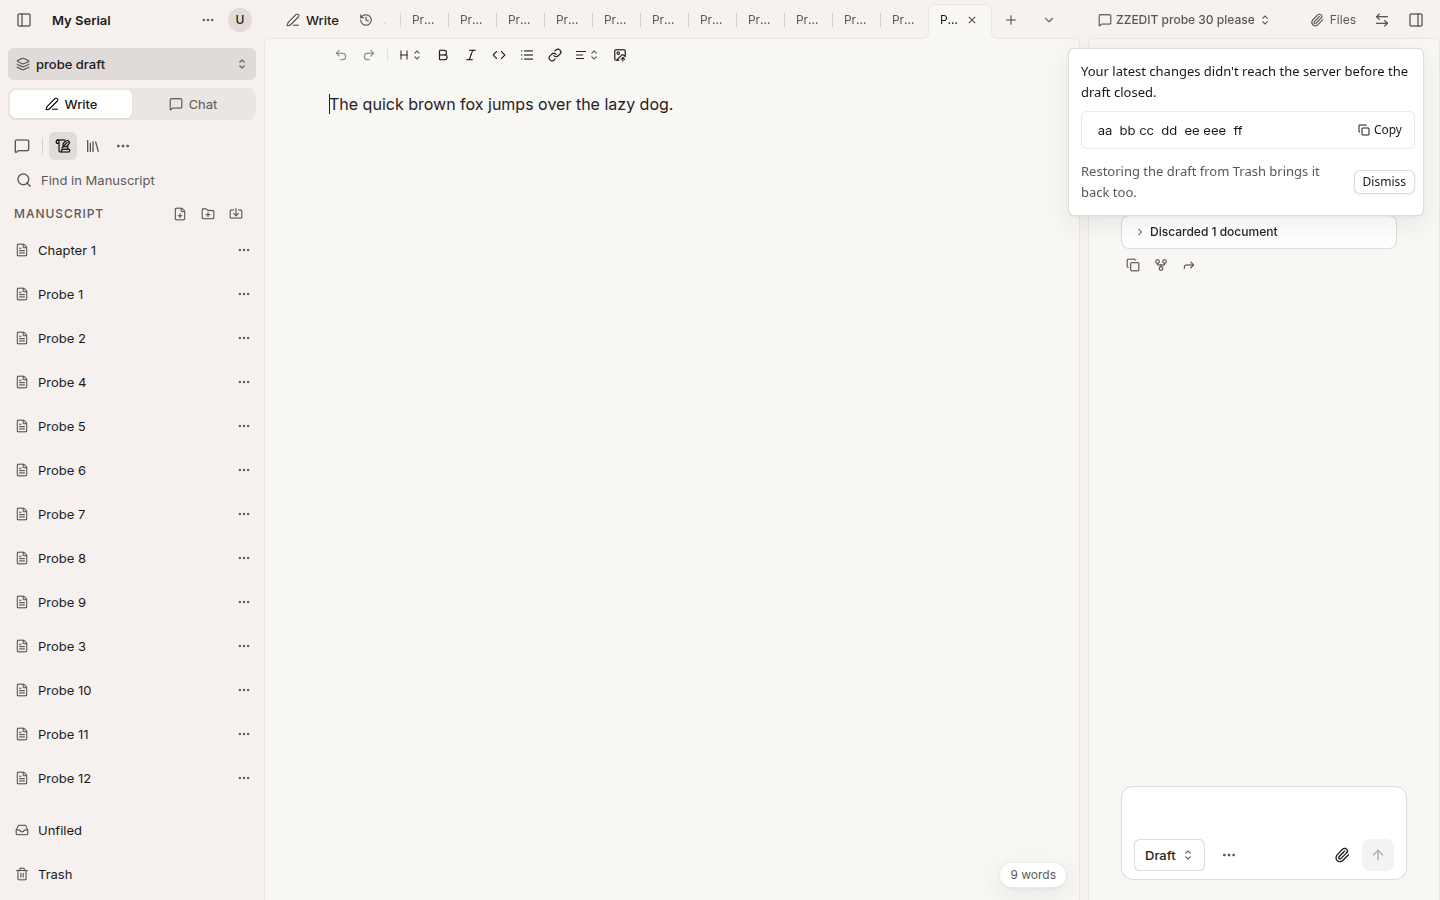 My Serial
U
Write
Pr...
Pr...
Pr...
Pr...
Pr...
Pr...
Pr...
Pr...
Pr...
Pr...
Pr...
P...
ZZEDIT probe 30 please
Files
probe draft
Write
Chat
Find in Manuscript
MANUSCRIPT
Chapter 1
Probe 1
Probe 2
Probe 4
Probe 5
Probe 6
Probe 7
Probe 8
Probe 9
Probe 3
Probe 10
Probe 11
Probe 12
Unfiled
Trash
H
B
I
The quick brown fox jumps over the lazy dog.
9 words
Your latest changes didn't reach the server before the
draft closed.
aa  bb cc  dd  ee eee  ff
Copy
Restoring the draft from Trash brings it
back too.
Dismiss
Discarded 1 document
Draft